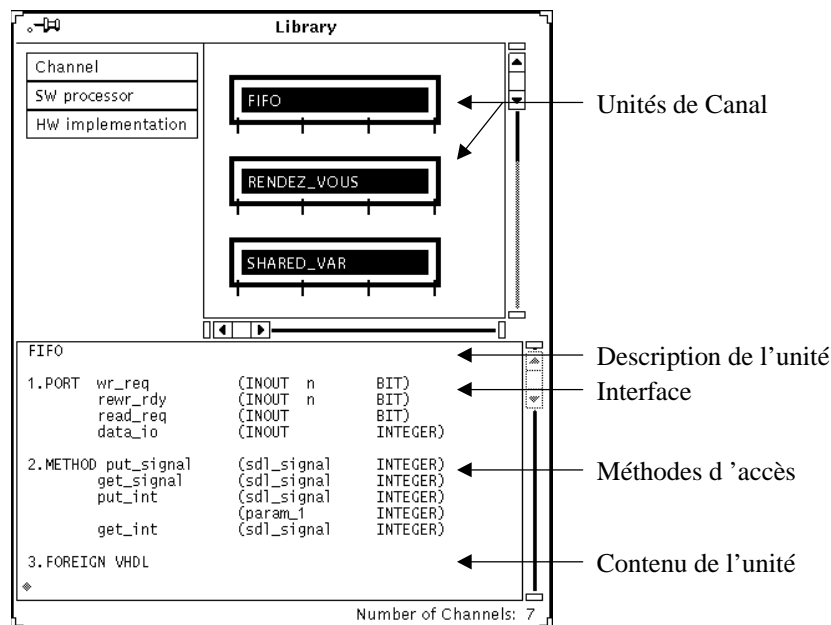 Library
Channel
SW processor
HW implementation
FIFO
RENDEZ_VOUS
SHARED_VAR
Unités de Canal
FIFO
1.PORT wr_req (INOUT n BIT)
rewr_rdy (INOUT n BIT)
read_req (INOUT BIT)
data_io (INOUT INTEGER)
2.METHOD put_signal (sdl_signal INTEGER)
get_signal (sdl_signal INTEGER)
put_int (sdl_signal INTEGER)
(param_1 INTEGER)
get_int (sdl_signal INTEGER)
3.FOREIGN VHDL
Description de l’unité
Interface
Méthodes d ’accès
Contenu de l’unité
Number of Channels: 7